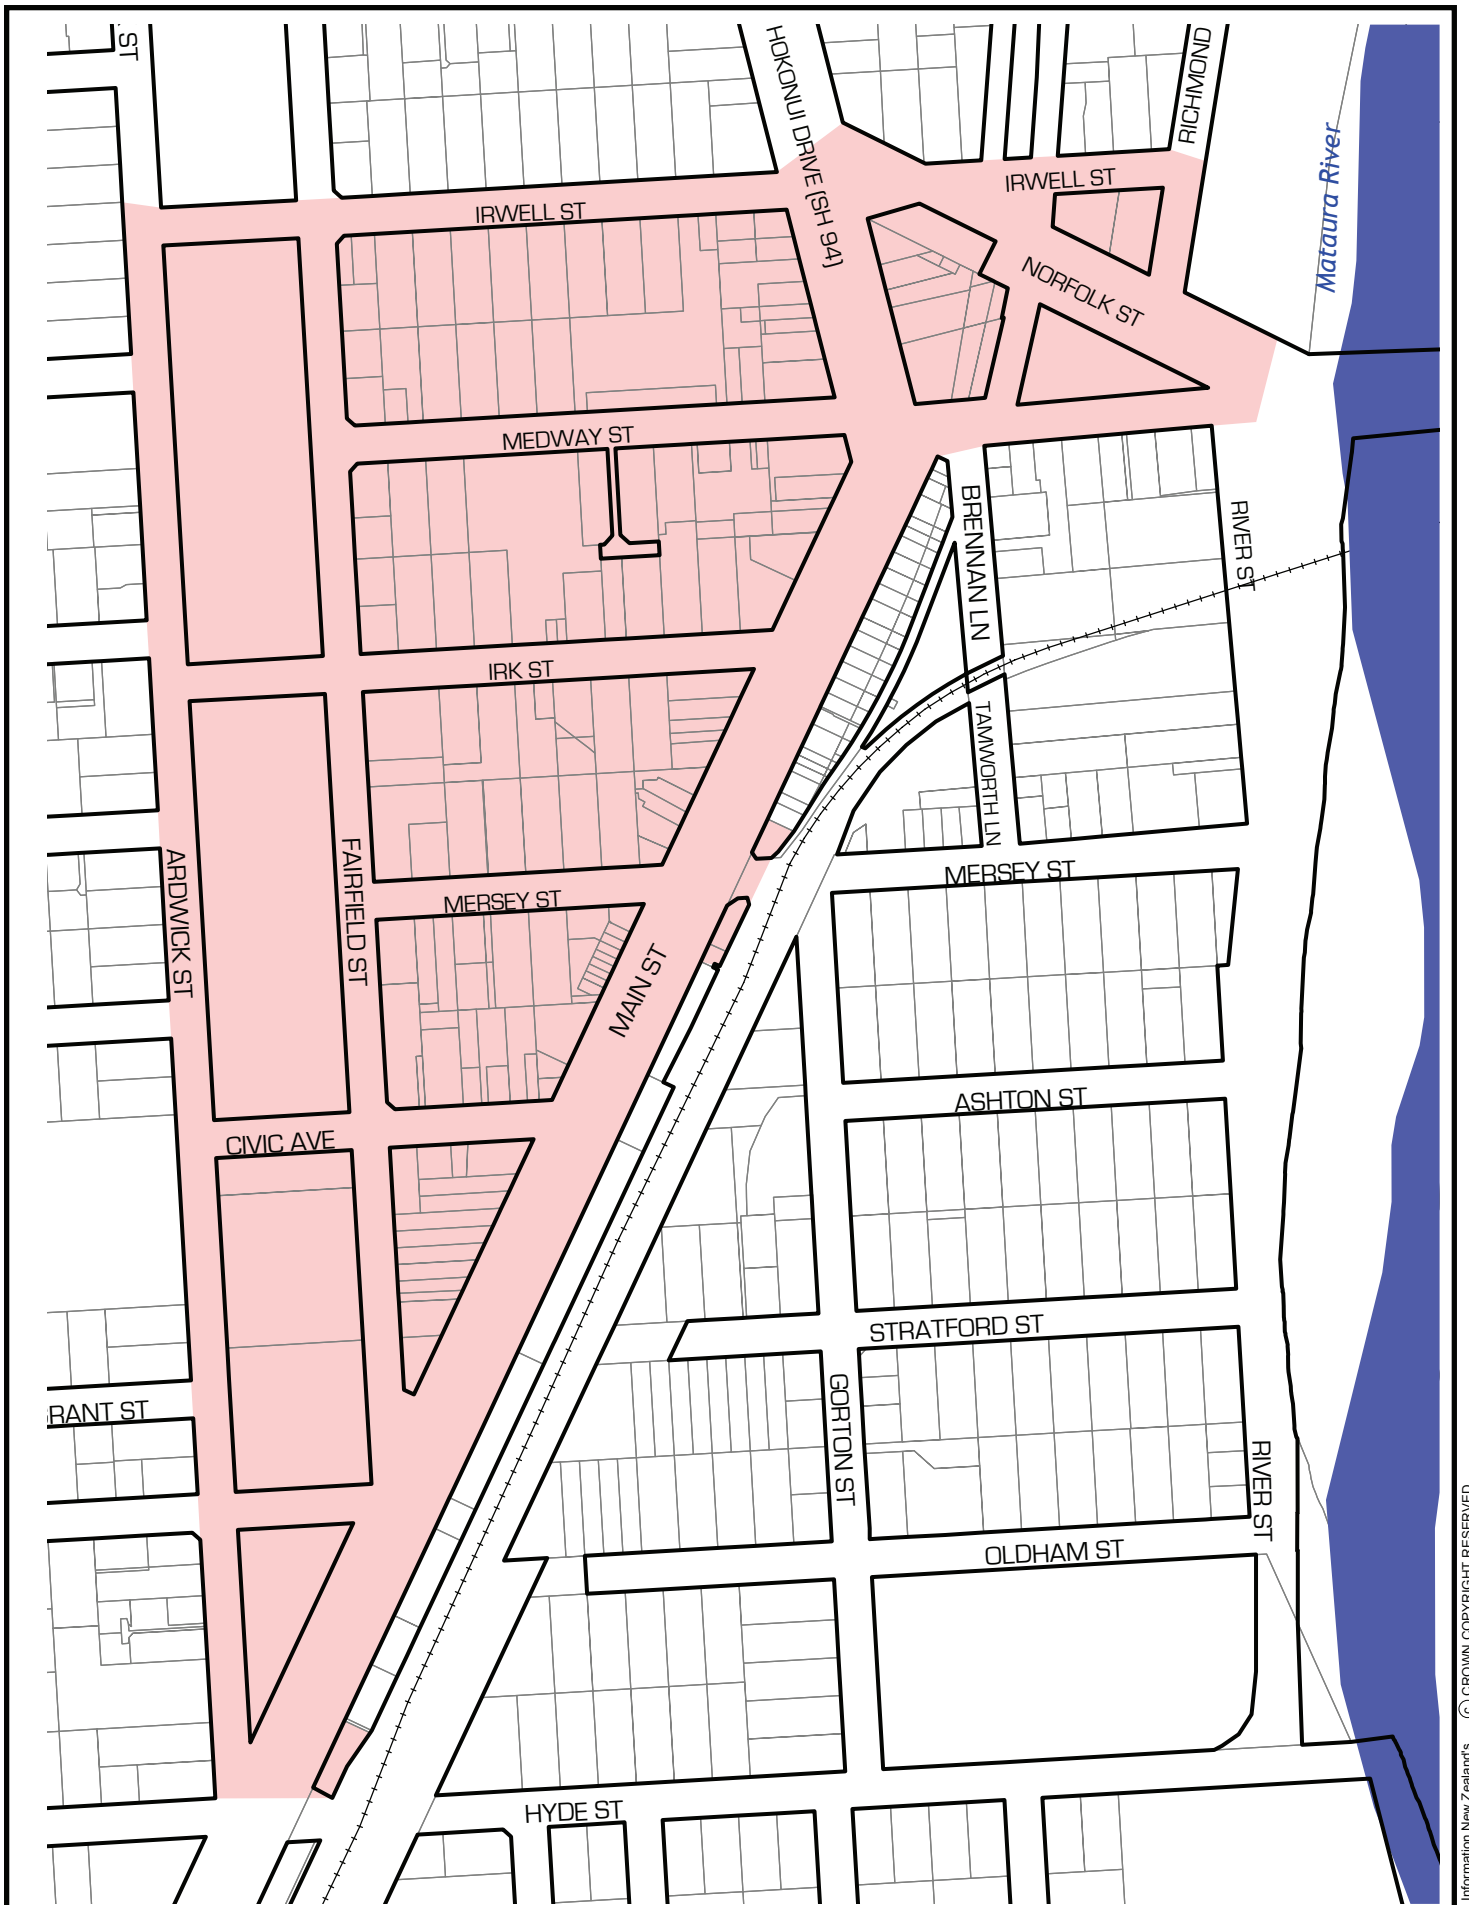 ST
HOKONUI DRIVE (SH 94)
RICHMOND
IRWELL ST
IRWELL ST
Mataura River
NORFOLK ST
MEDWAY ST
BRENNAN LN
RIVER ST
IRK ST
TAMWORTH LN
ARDWICK ST
FAIRFIELD ST
MERSEY ST
MERSEY ST
MAIN ST
ASHTON ST
CIVIC AVE
STRATFORD ST
RANT ST
GORTON ST
RIVER ST
OLDHAM ST
HYDE ST
Information New Zealand's © CROWN COPYRIGHT RESERVED